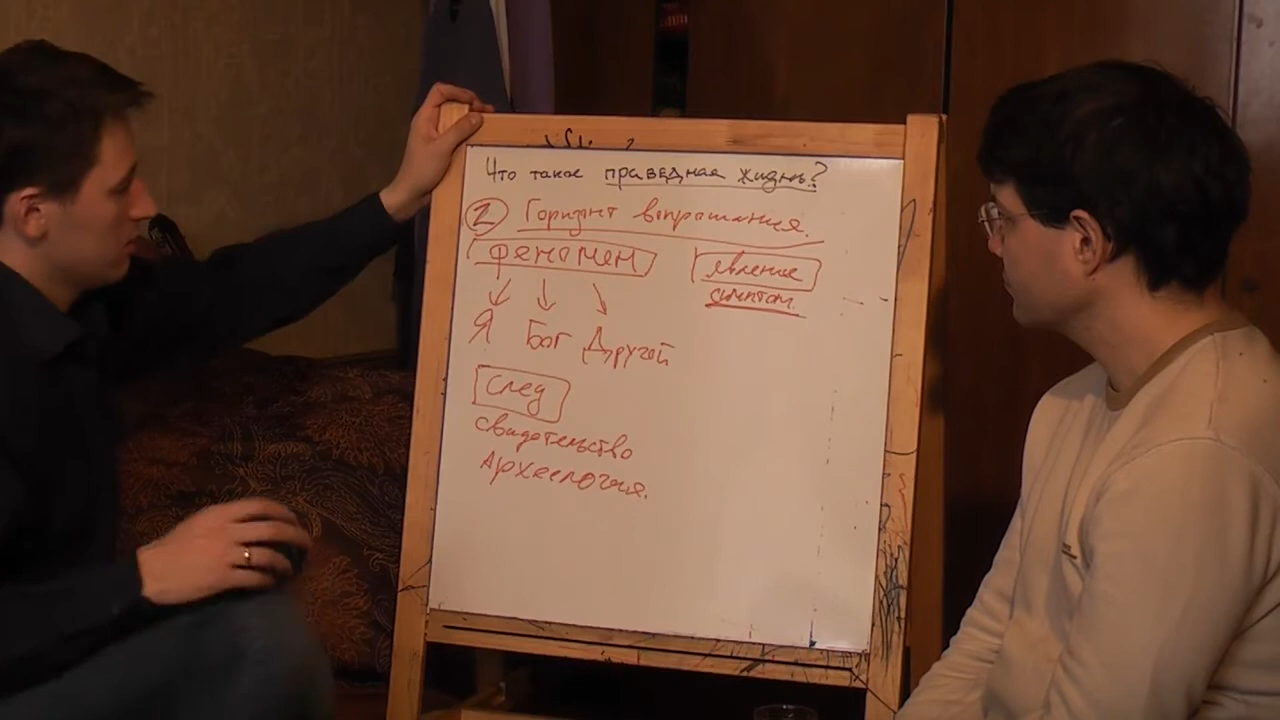 Что такое праведная жизнь?
2 Горизонт вопрошания.
феномен явление
симптом.
Я Бог Другой
след
свидетельство
Археология.